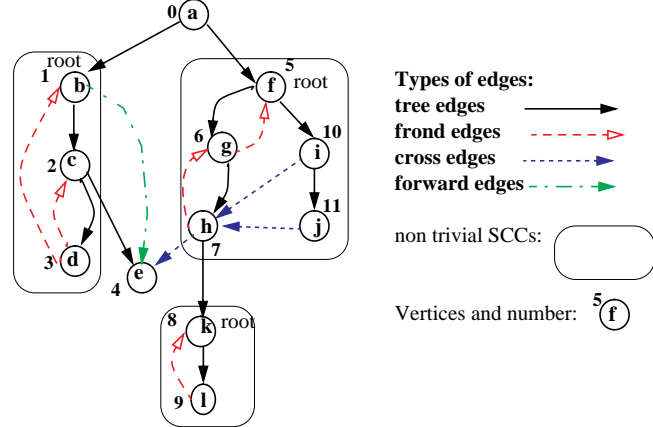 0 a
root
1 b
2 c
3 d
4 e
5
f root
6 g
10
i
11
j
h
7
8 k root
9 l
Types of edges:
tree edges
frond edges
cross edges
forward edges
non trivial SCCs:
Vertices and number: 5 f